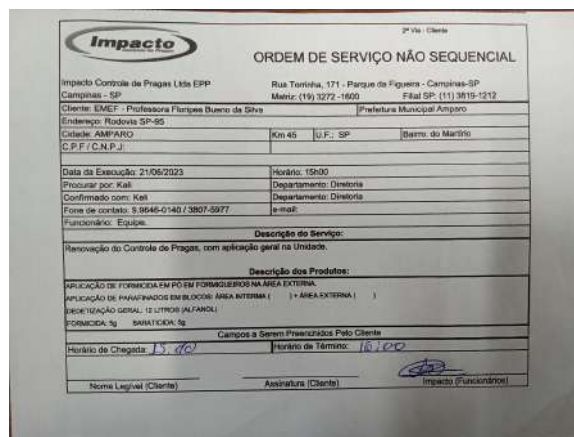 2ª Via - Cliente
Impacto
Controle de Pragas
ORDEM DE SERVIÇO NÃO SEQUENCIAL
Impacto Controle de Pragas Ltda EPP
Rua Torrinha, 171 - Parque da Figueira - Campinas-SP
Campinas - SP
Matriz: (19) 3272 -1600 Filial SP: (11) 3819-1212
Cliente: EMEF - Professora Floripes Bueno da Silva Prefeitura Municipal Amparo
Endereço: Rodovia SP-95
Cidade: AMPARO Km 45 U.F.: SP Bairro: do Martírio
C.P.F / C.N.P.J:
Data da Execução: 21/06/2023 Horário: 15h00
Procurar por: Kali Departamento: Diretoria
Confirmado com: Keli Departamento: Diretoria
Fone de contato: 9.9646-0140 / 3807-5977 e-mail:
Funcionário: Equipe.
Descrição do Serviço:
Renovação do Controle de Pragas, com aplicação geral na Unidade.
Descrição dos Produtos:
APLICAÇÃO DE FORMICIDA EM PÓ EM FORMIGUEIROS NA ÁREA EXTERNA.
APLICAÇÃO DE PARAFINADOS EM BLOCOS: ÁREA INTERMA ( ) + ÁREA EXTERNA ( )
DEDETIZAÇÃO GERAL: 12 LITROS (ALFANOL)
FORMICIDA: 5g BARATICIDA: 5g
Campos a Serem Preenchidos Pelo Cliente
Horário de Chegada: 15:00 Horário de Término: 16:00
Nome Legível (Cliente) Assinatura (Cliente) Impacto (Funcionários)